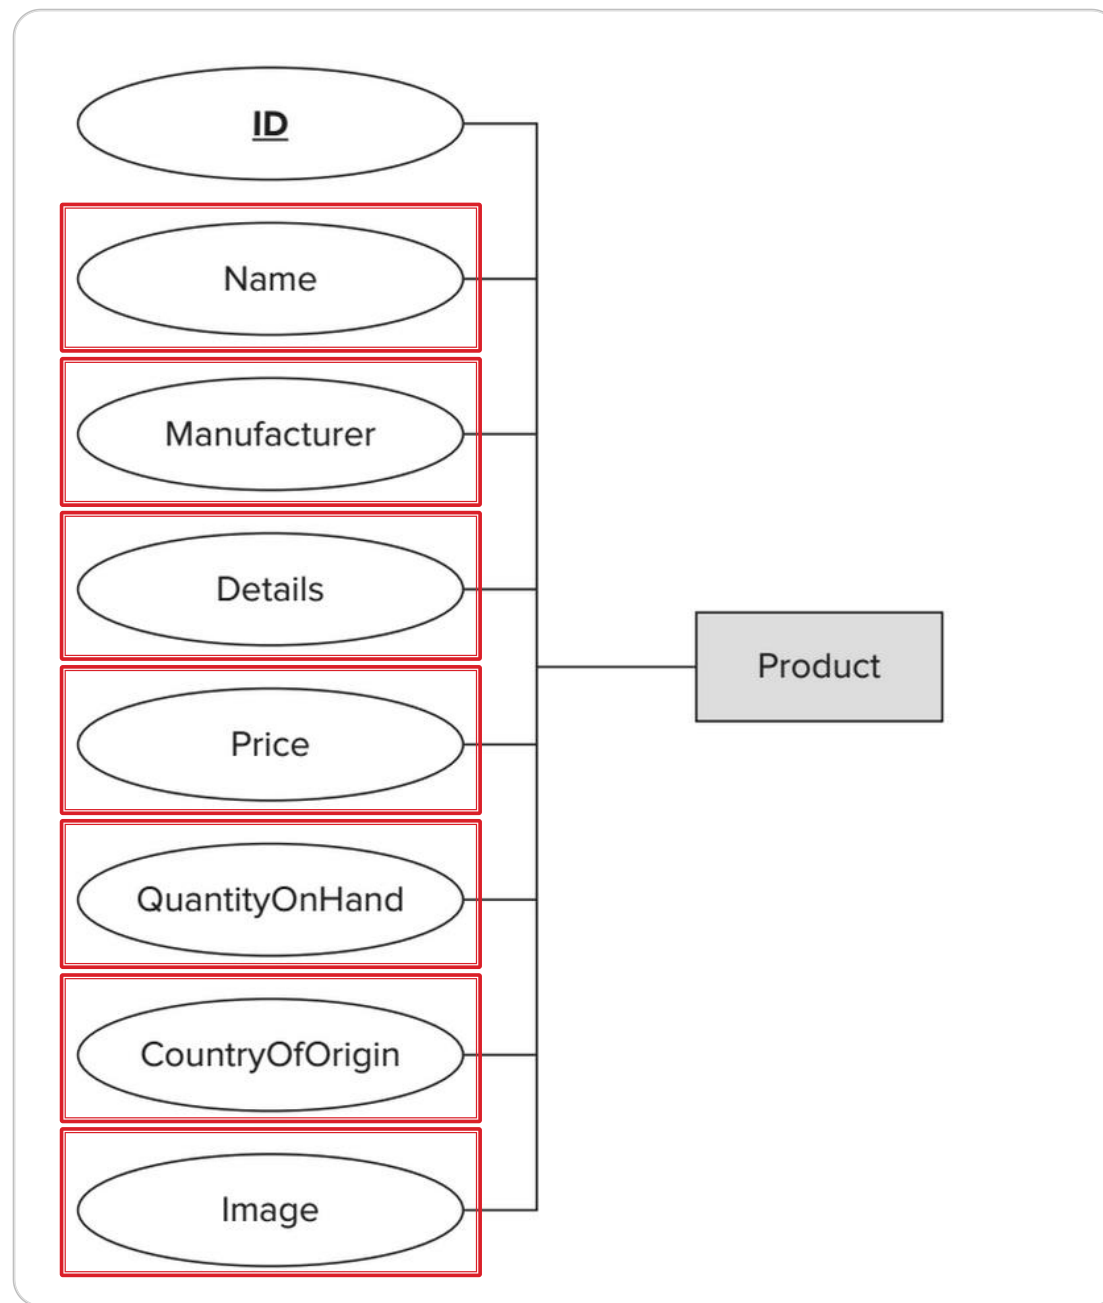 ID
Name
Manufacturer
Details
Price
Product
QuantityOnHand
CountryOfOrigin
Image